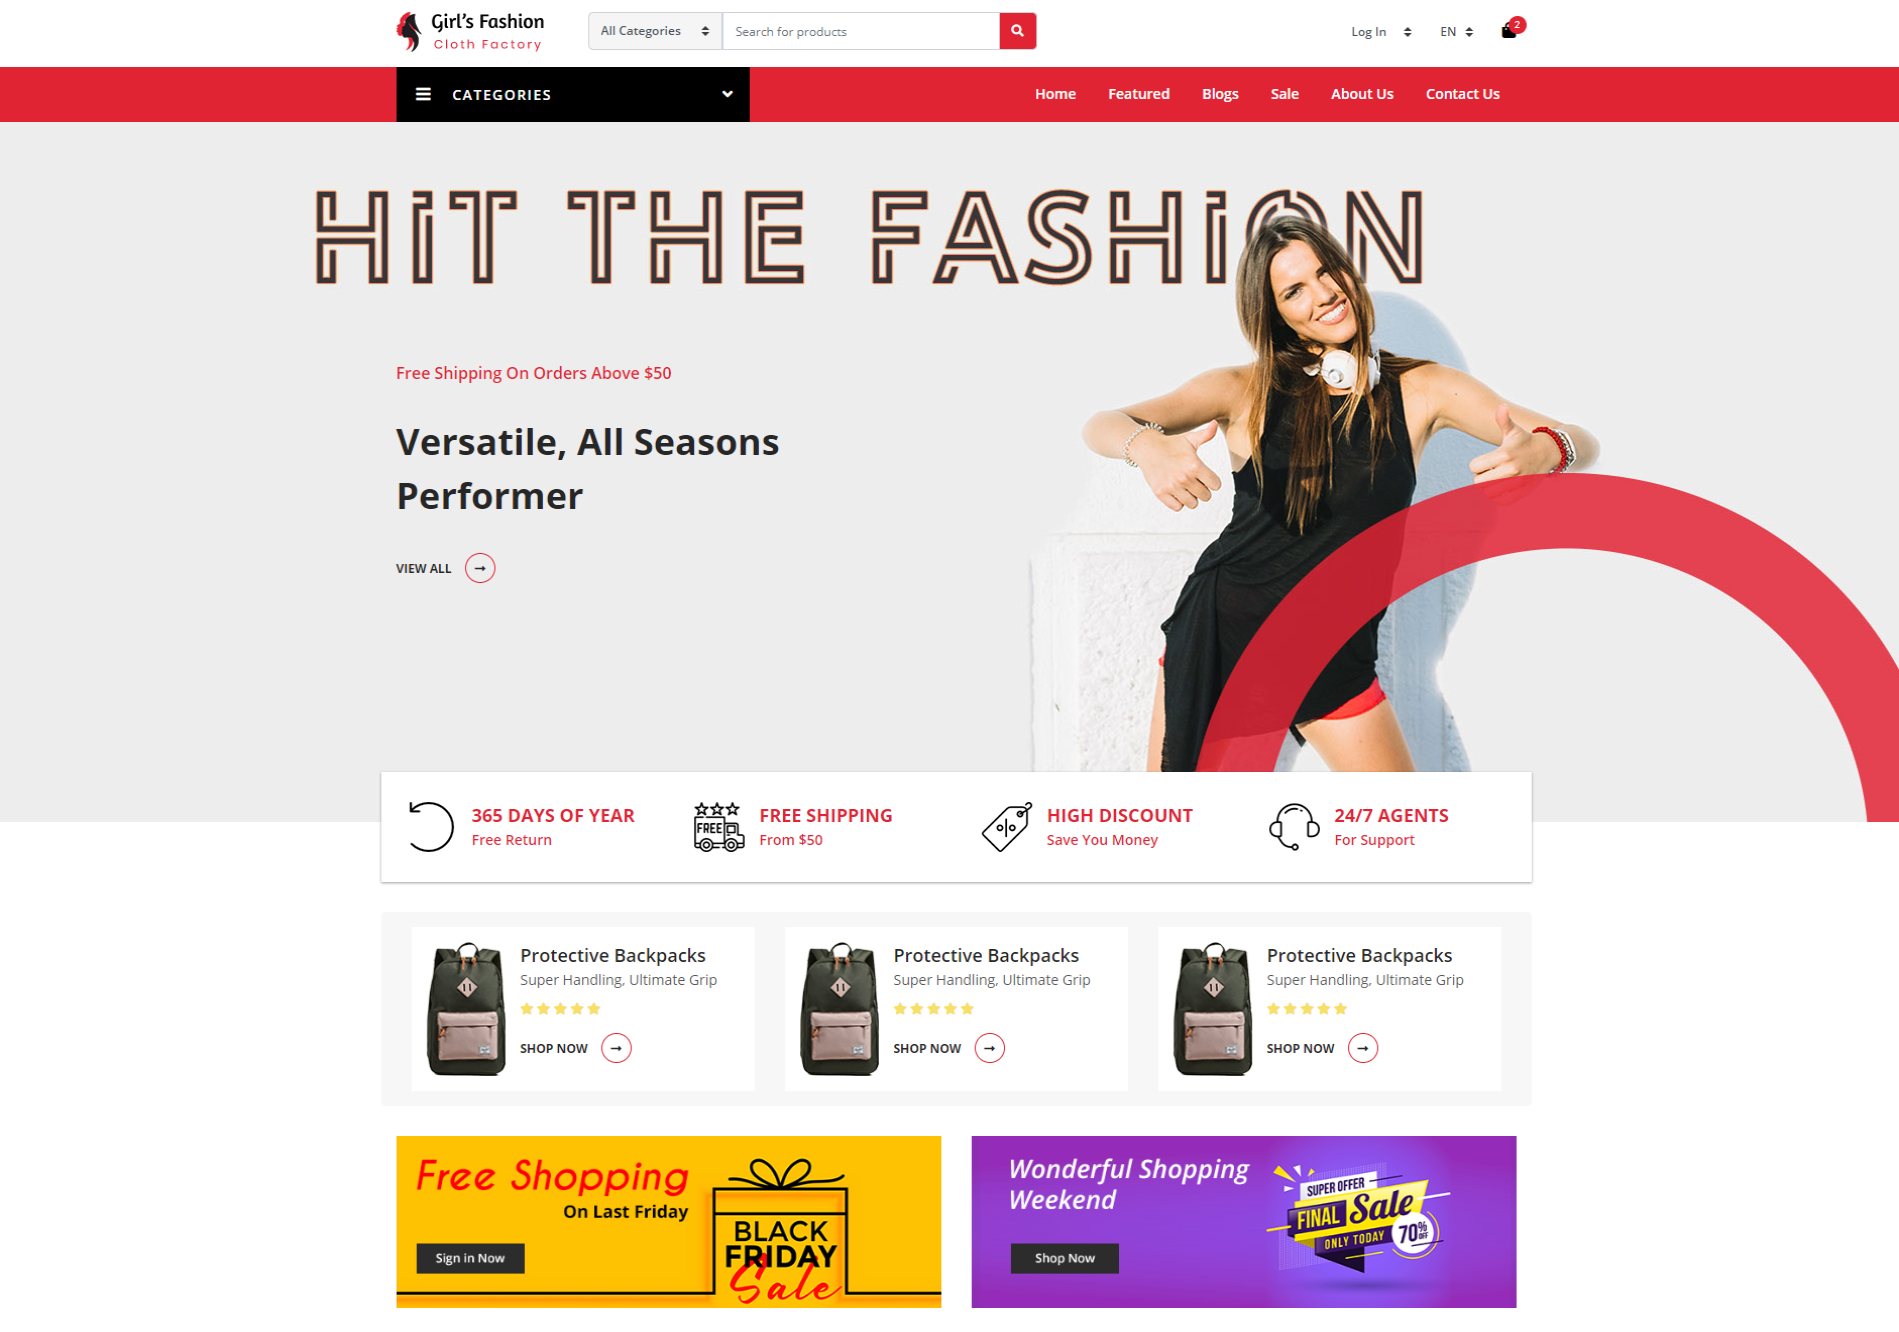 Girl's Fashion
Cloth Factory
All Categories
Search for products
Log In
EN
2
CATEGORIES
Home
Featured
Blogs
Sale
About Us
Contact Us
HiT THE FASHiON
Free Shipping On Orders Above $50
Versatile, All Seasons
Performer
VIEW ALL
365 DAYS OF YEAR
Free Return
FREE
FREE SHIPPING
From $50
%
HIGH DISCOUNT
Save You Money
24/7 AGENTS
For Support
Protective Backpacks
Super Handling, Ultimate Grip
SHOP NOW
Protective Backpacks
Super Handling, Ultimate Grip
SHOP NOW
Protective Backpacks
Super Handling, Ultimate Grip
SHOP NOW
Free Shopping
On Last Friday
Sign in Now
BLACK
FRIDAY
Sale
Wonderful Shopping
Weekend
Shop Now
SUPER OFFER
FINAL Sale
ONLY TODAY
70% OFF